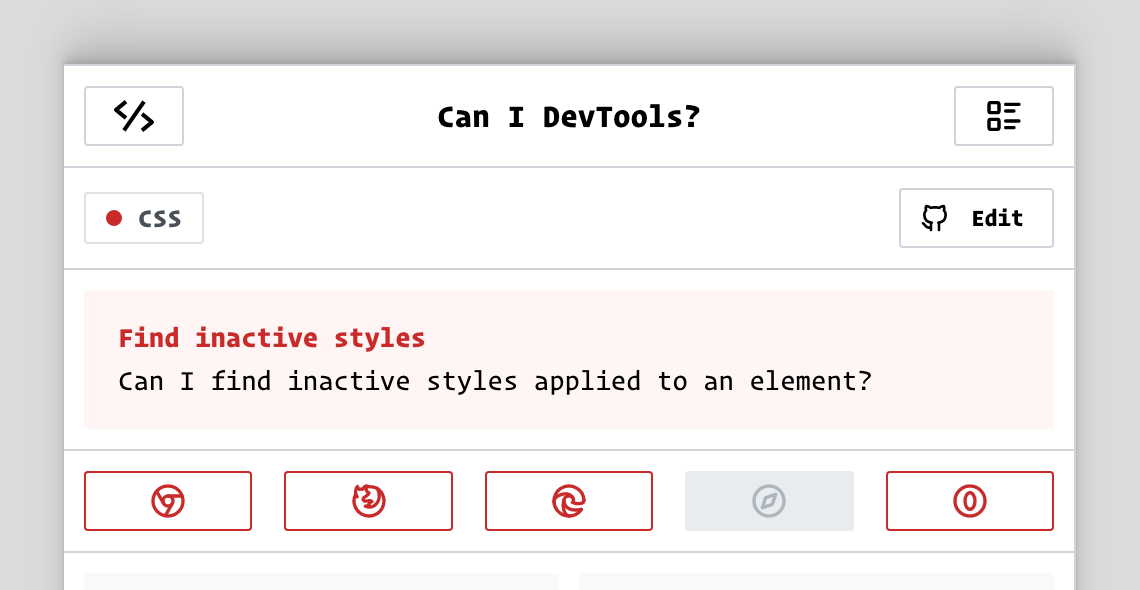 Can I DevTools?
CSS
Edit
Find inactive styles
Can I find inactive styles applied to an element?